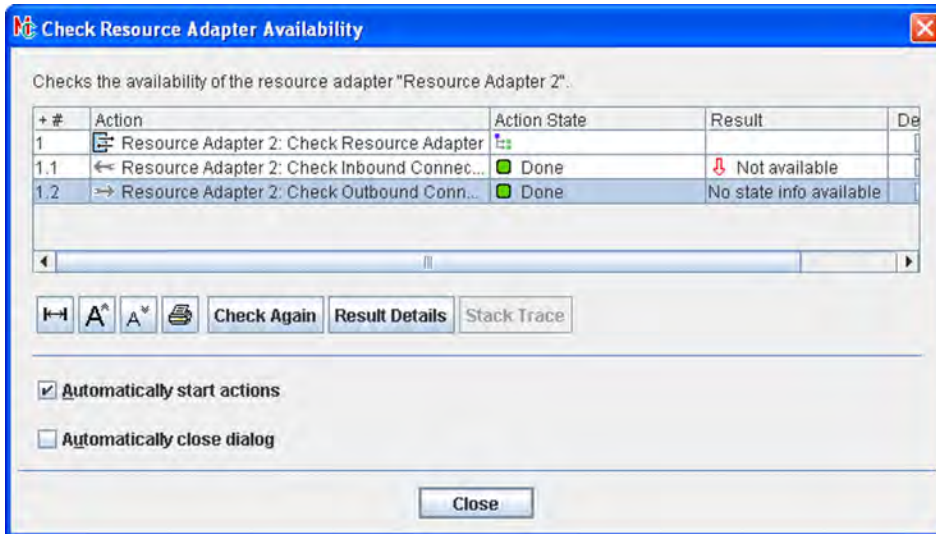 Check Resource Adapter Availability
Checks the availability of the resource adapter "Resource Adapter 2".
+ # Action Action State Result De
1 Resource Adapter 2: Check Resource Adapter
1.1 Resource Adapter 2: Check Inbound Connec... Done Not available
1.2 Resource Adapter 2: Check Outbound Conn... Done No state info available
A A Check Again Result Details Stack Trace
Automatically start actions
Automatically close dialog
Close